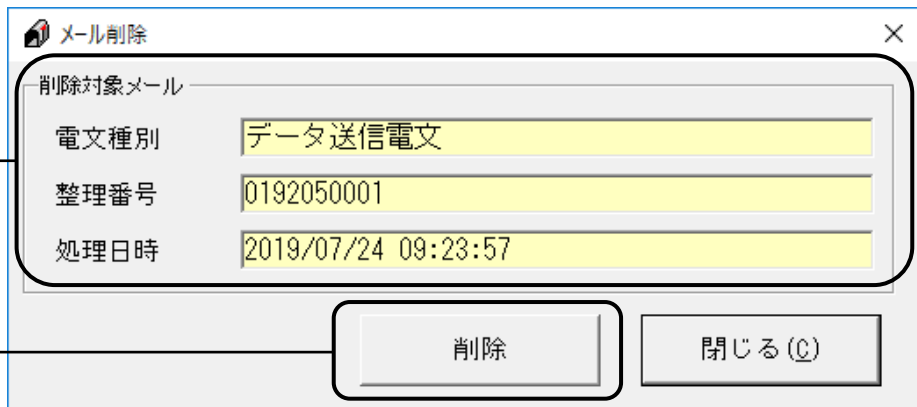 メール削除
削除対象メール
電文種別 データ送信電文
整理番号 0192050001
処理日時 2019/07/24 09:23:57
削除 閉じる(C)